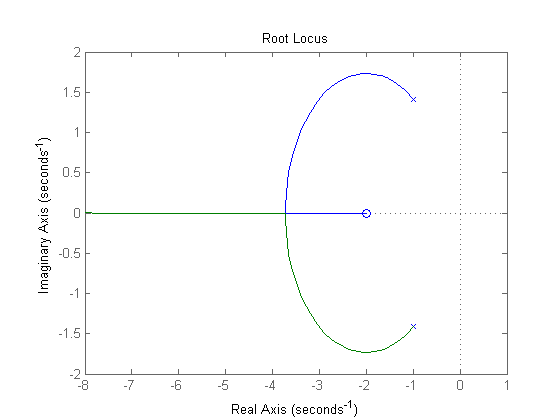 Root Locus
2
1.5
1
0.5
0
-0.5
-1
-1.5
-2
Imaginary Axis (seconds⁻¹)
-8 -7 -6 -5 -4 -3 -2 -1 0 1
Real Axis (seconds⁻¹)